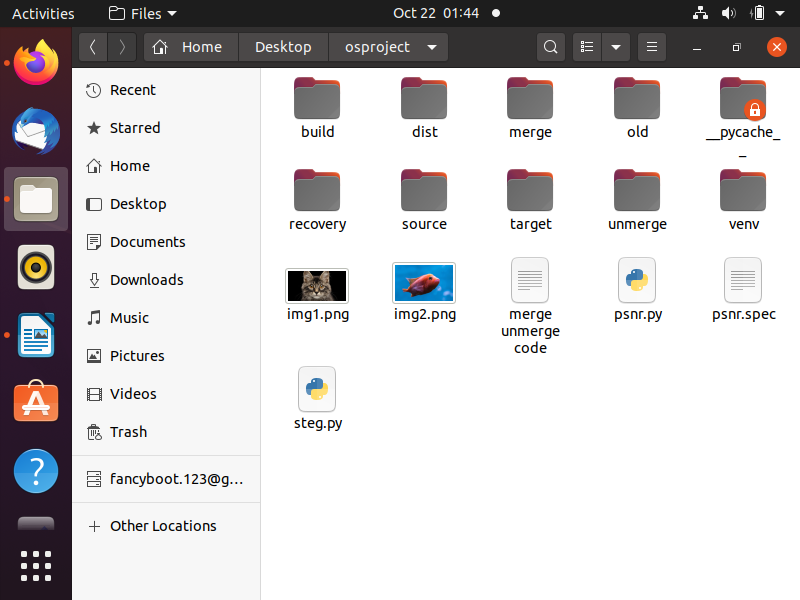 Activities Files Oct 22 01:44
Home Desktop osproject
Recent
Starred
Home
Desktop
Documents
Downloads
Music
Pictures
Videos
Trash
fancyboot.123@g...
Other Locations
build dist merge old __pycache_
_
recovery source target unmerge venv
img1.png img2.png merge psnr.py psnr.spec
unmerge
code
steg.py